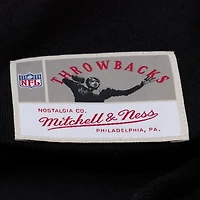 THROWBACKS
NFL
NOSTALGIA CO.
Mitchell & Ness
PHILADELPHIA, PA.